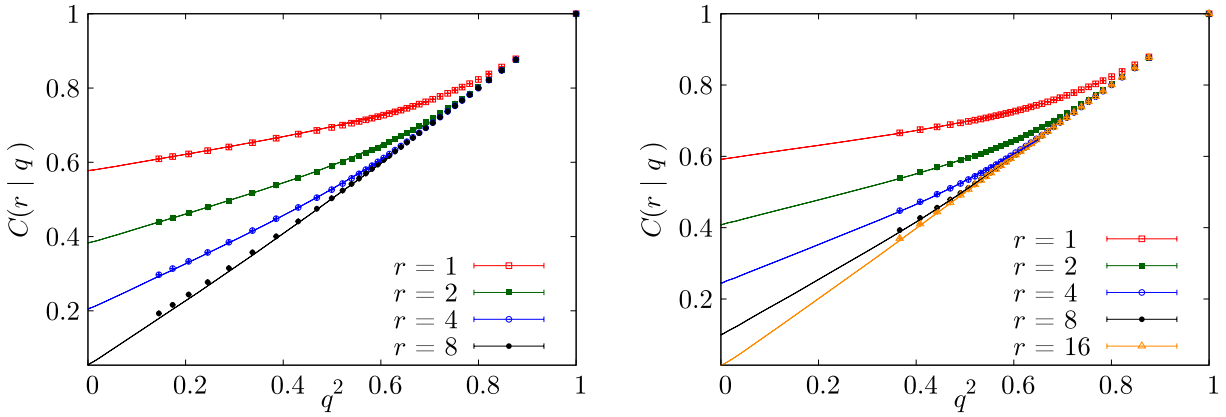 1
0.8
0.6
0.4
0.2
0
0.2
0.4
0.6
0.8
1
q²
C(r | q)
r = 1
r = 2
r = 4
r = 8
1
0.8
0.6
0.4
0.2
0
0.2
0.4
0.6
0.8
1
q²
C(r | q)
r = 1
r = 2
r = 4
r = 8
r = 16